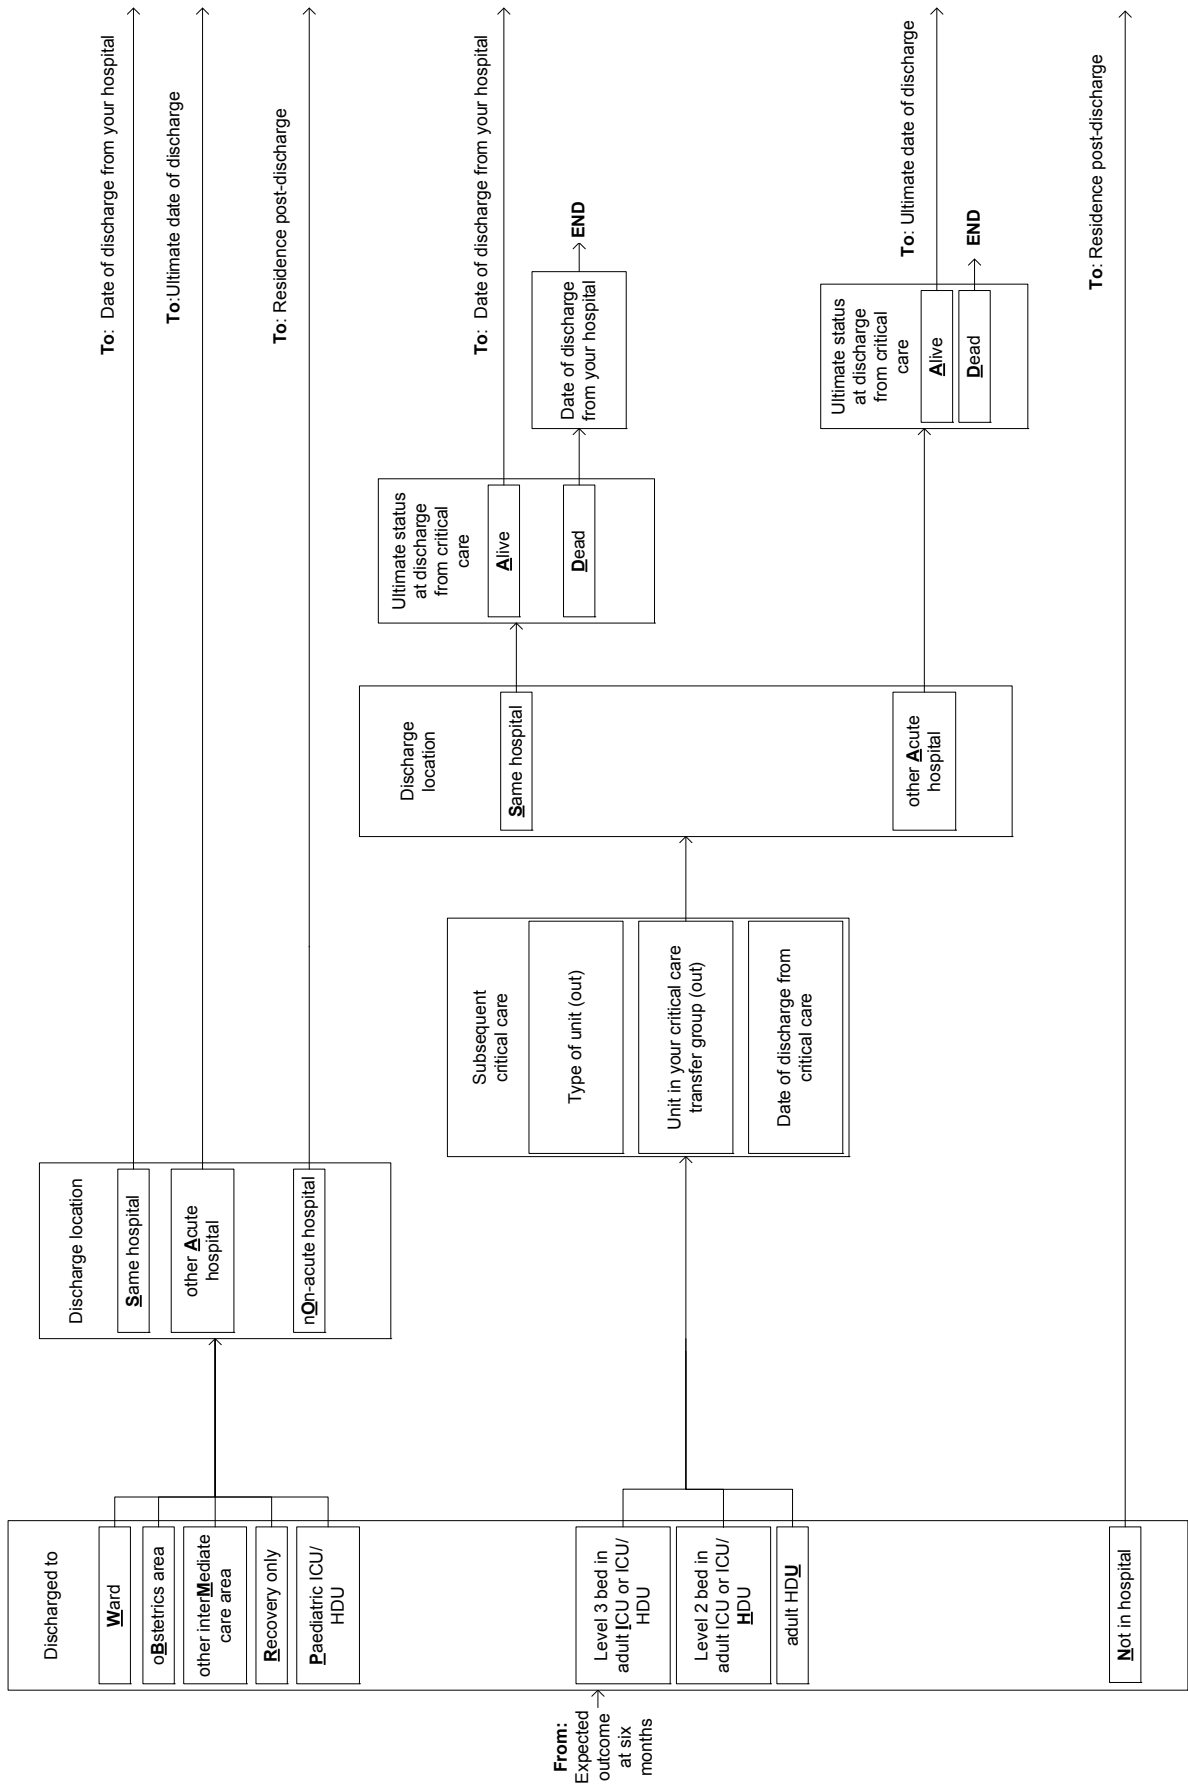 From:
Expected
outcome
at six
months
Discharged to
Ward
oBstetrics area
other interMediate
care area
Recovery only
Paediatric ICU/
HDU
Level 3 bed in
adult ICU or ICU/
HDU
Level 2 bed in
adult ICU or ICU/
HDU
adult HDU
Not in hospital
Discharge location
Same hospital
other Acute
hospital
nOn-acute hospital
To: Date of discharge from your hospital
To:Ultimate date of discharge
To: Residence post-discharge
Subsequent
critical care
Type of unit (out)
Unit in your critical care
transfer group (out)
Date of discharge from
critical care
Discharge
location
Same hospital
other Acute
hospital
Ultimate status
at discharge
from critical
care
Alive
Dead
To: Date of discharge from your hospital
Date of discharge
from your hospital
END
Ultimate status
at discharge
from critical
care
Alive
Dead
To: Ultimate date of discharge
END
To: Residence post-discharge